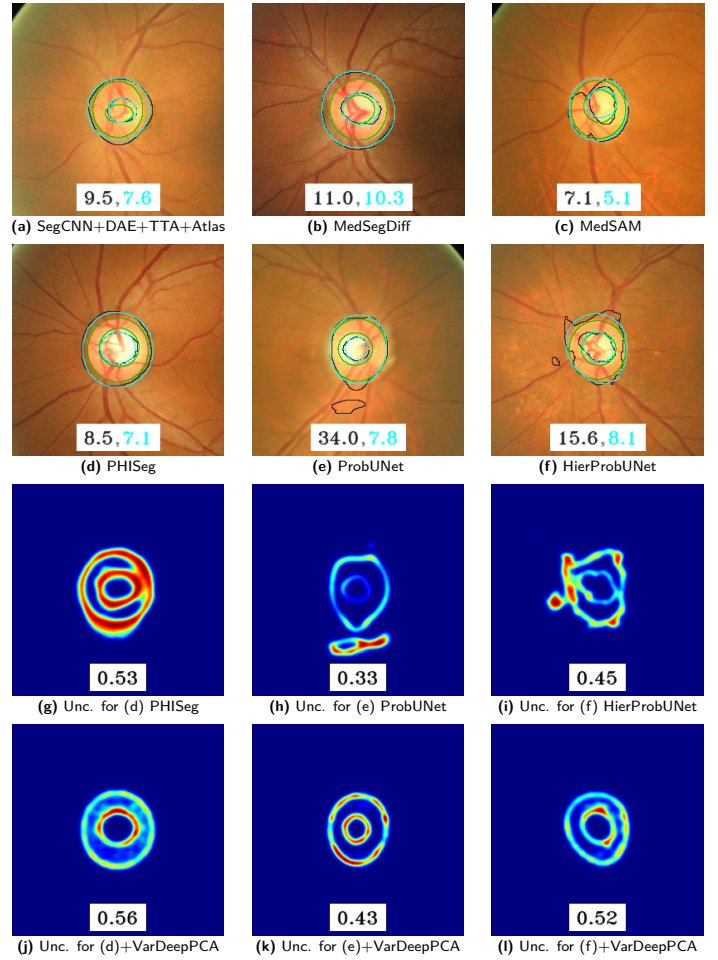 9.5,7.6 11.0,10.3 7.1,5.1
(a) SegCNN+DAE+TTA+Atlas (b) MedSegDiff (c) MedSAM
8.5,7.1 34.0,7.8 15.6,8.1
(d) PHISeg (e) ProbUNet (f) HierProbUNet
0.53 0.33 0.45
(g) Unc. for (d) PHISeg (h) Unc. for (e) ProbUNet (i) Unc. for (f) HierProbUNet
0.56 0.43 0.52
(j) Unc. for (d)+VarDeepPCA (k) Unc. for (e)+VarDeepPCA (l) Unc. for (f)+VarDeepPCA